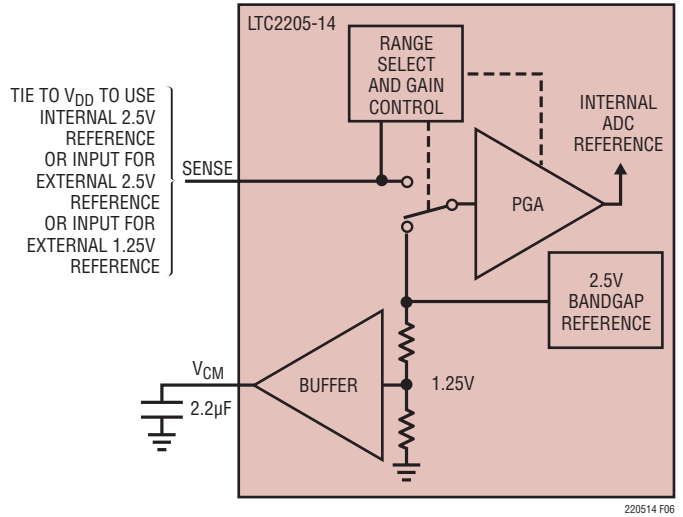 LTC2205-14
RANGE
SELECT
AND GAIN
CONTROL
TIE TO VDD TO USE
INTERNAL 2.5V
REFERENCE
OR INPUT FOR
EXTERNAL 2.5V
REFERENCE
OR INPUT FOR
EXTERNAL 1.25V
REFERENCE
SENSE
INTERNAL
ADC
REFERENCE
PGA
2.5V
BANDGAP
REFERENCE
VCM
BUFFER
1.25V
2.2µF
220514 F06